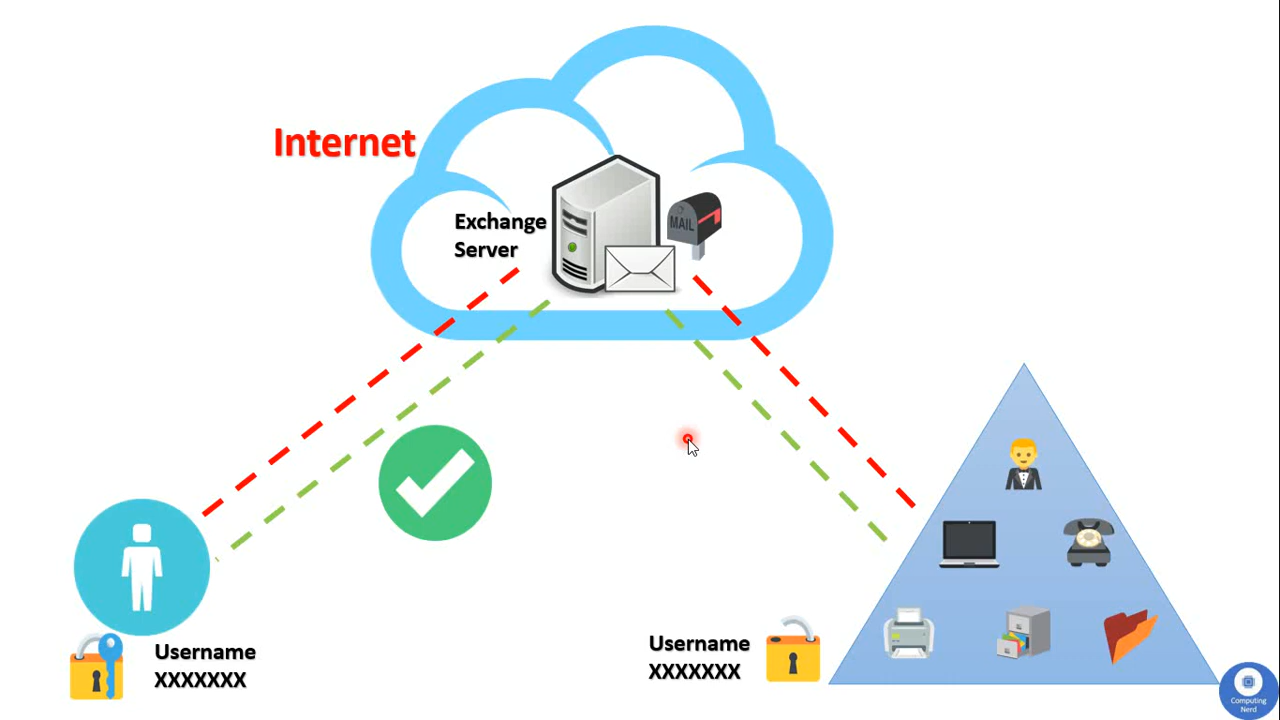 Internet
Exchange
Server
MAIL
Username
XXXXXXX
Username
XXXXXXX
Computing
Nerd